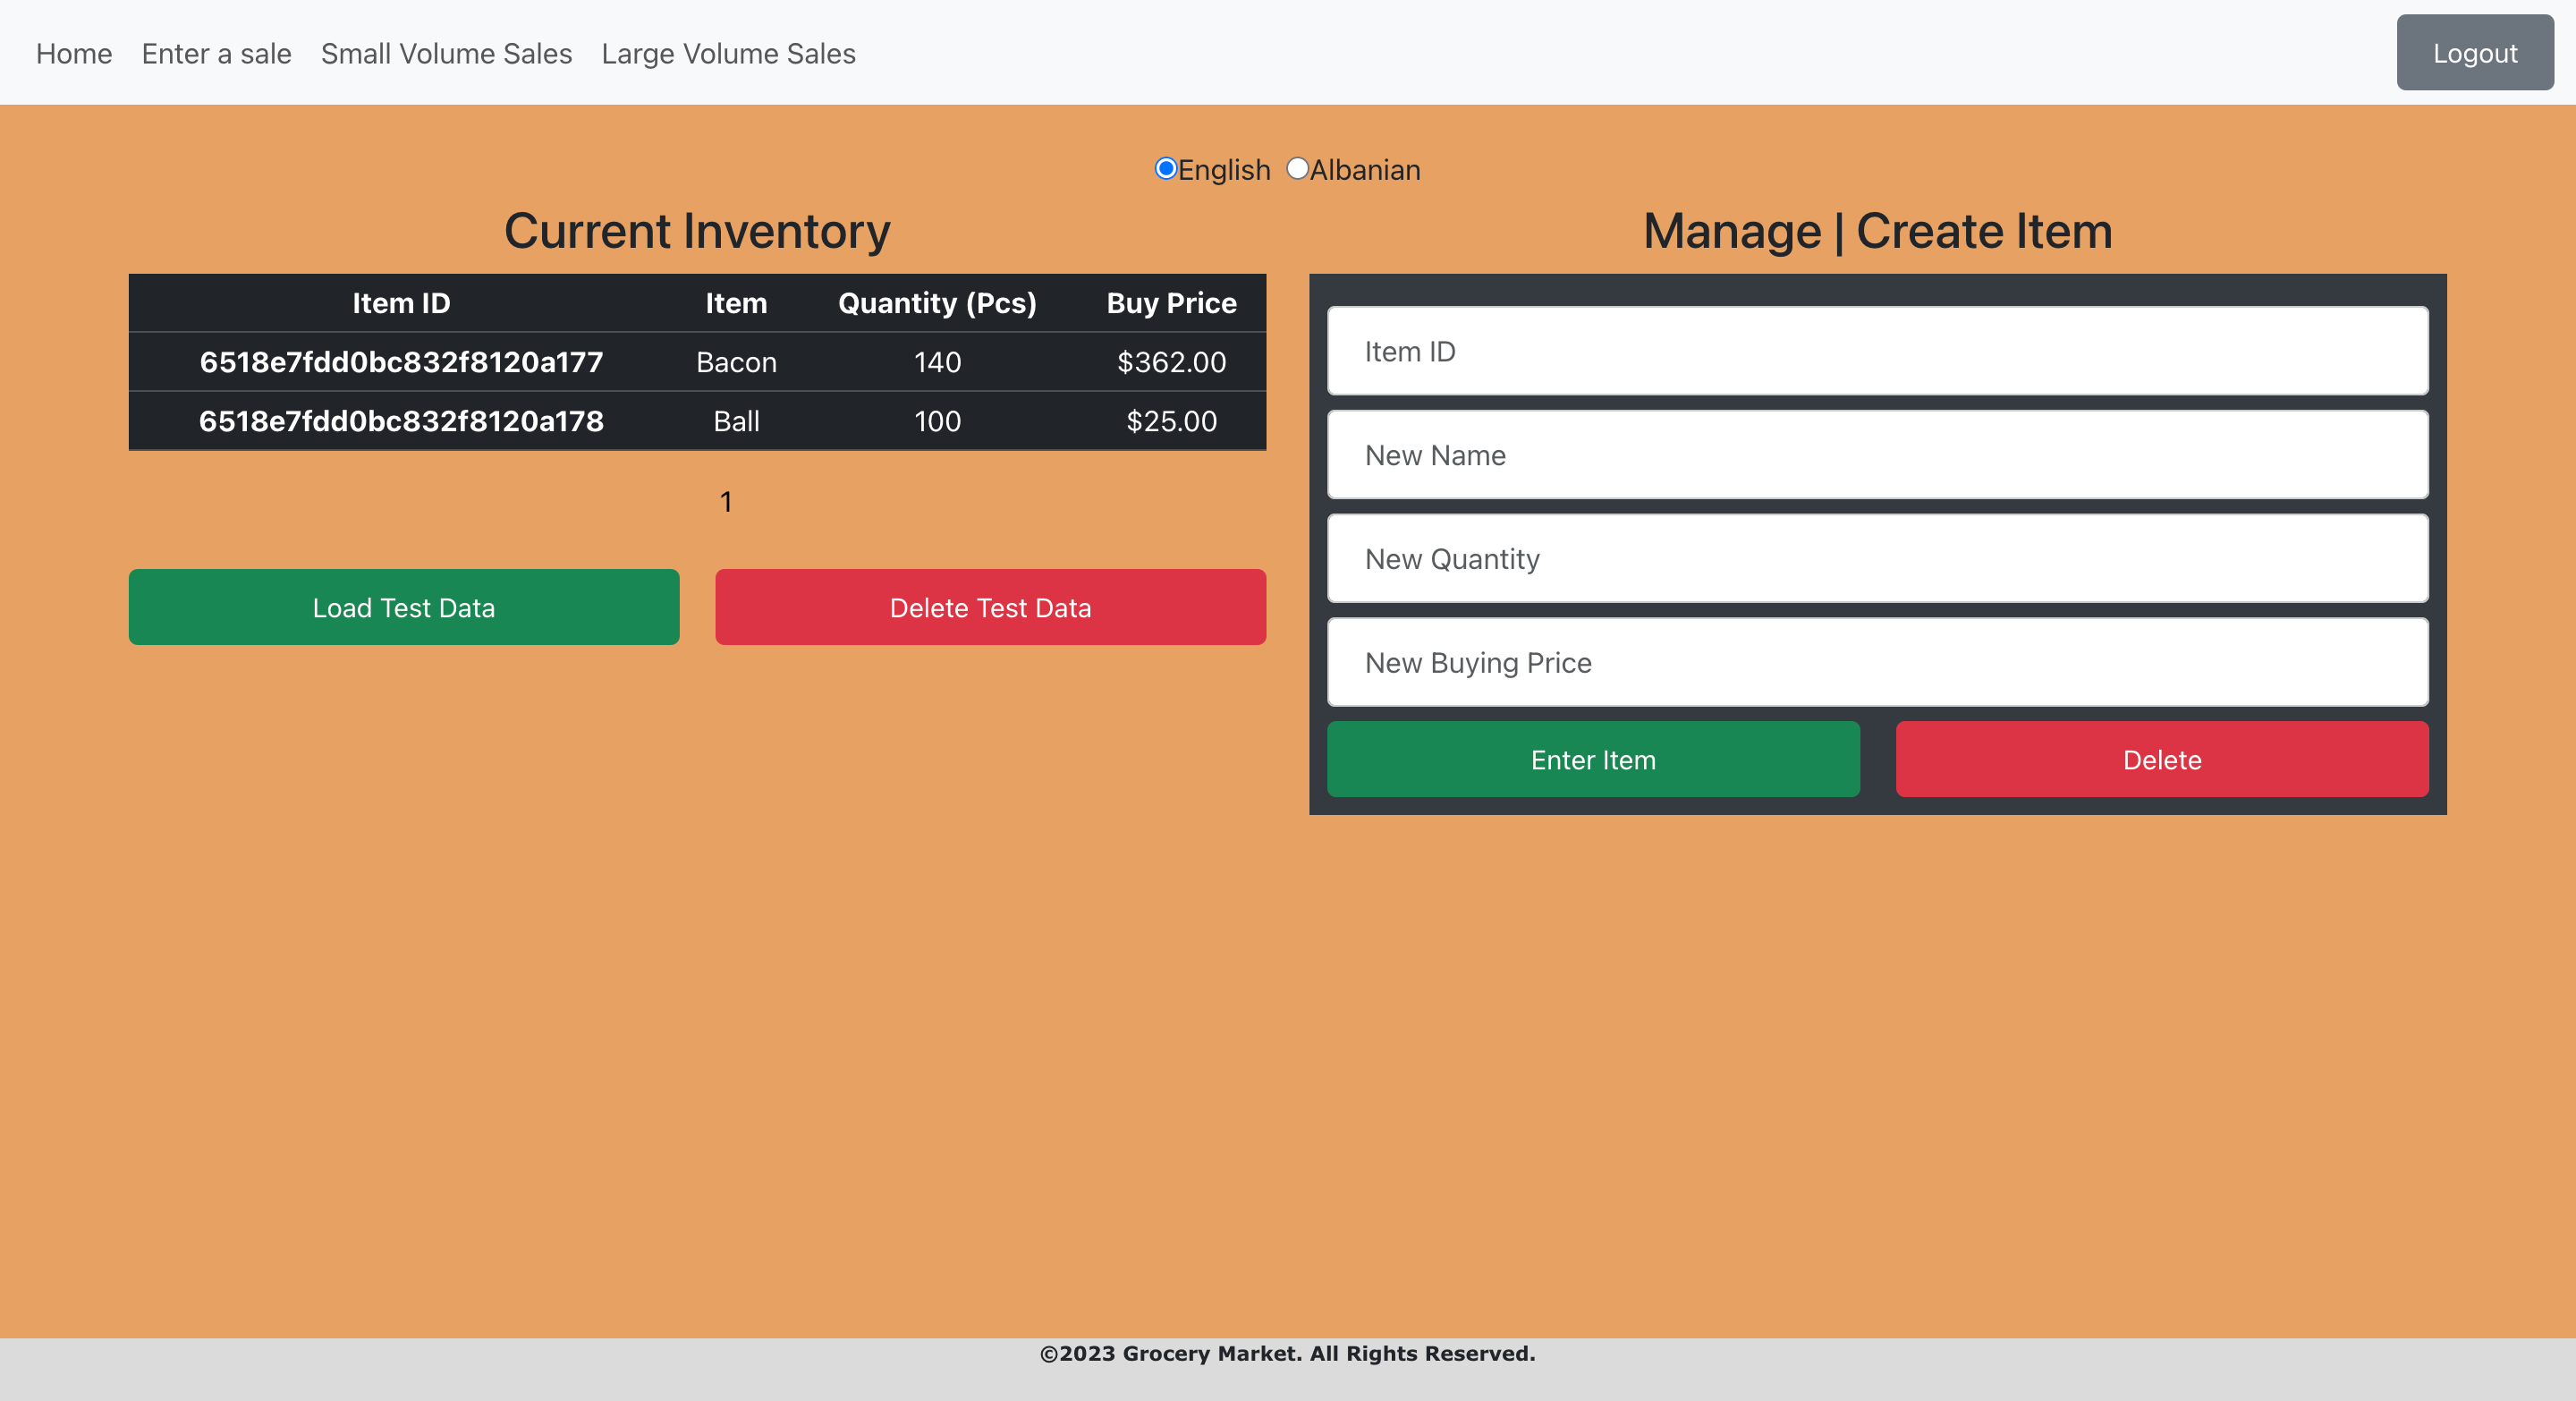 Home Enter a sale Small Volume Sales Large Volume Sales Logout
English Albanian
Current Inventory
Item ID Item Quantity (Pcs) Buy Price
6518e7fdd0bc832f8120a177 Bacon 140 $362.00
6518e7fdd0bc832f8120a178 Ball 100 $25.00
1
Load Test Data Delete Test Data
Manage | Create Item
Item ID
New Name
New Quantity
New Buying Price
Enter Item Delete
©2023 Grocery Market. All Rights Reserved.